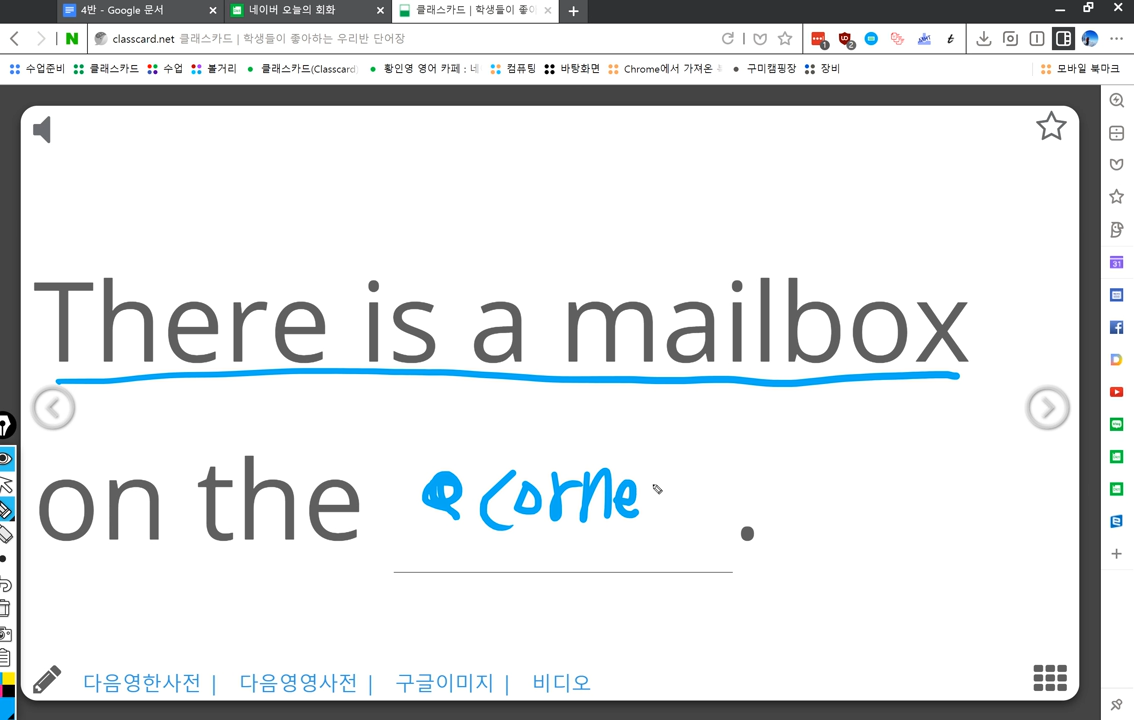 4반 - Google 문서
네이버 오늘의 회화
클래스카드 | 학생들이 좋아
classcard.net 클래스카드 | 학생들이 좋아하는 우리반 단어장
수업준비 클래스카드 수업 볼거리 클래스카드(Classcard 황인영 영어 카페 : 네 컴퓨팅 바탕화면 Chrome에서 가져온 구미캠핑장 장비 모바일 북마크
There is a mailbox
on the corne .
다음영한사전 | 다음영영사전 | 구글이미지 | 비디오